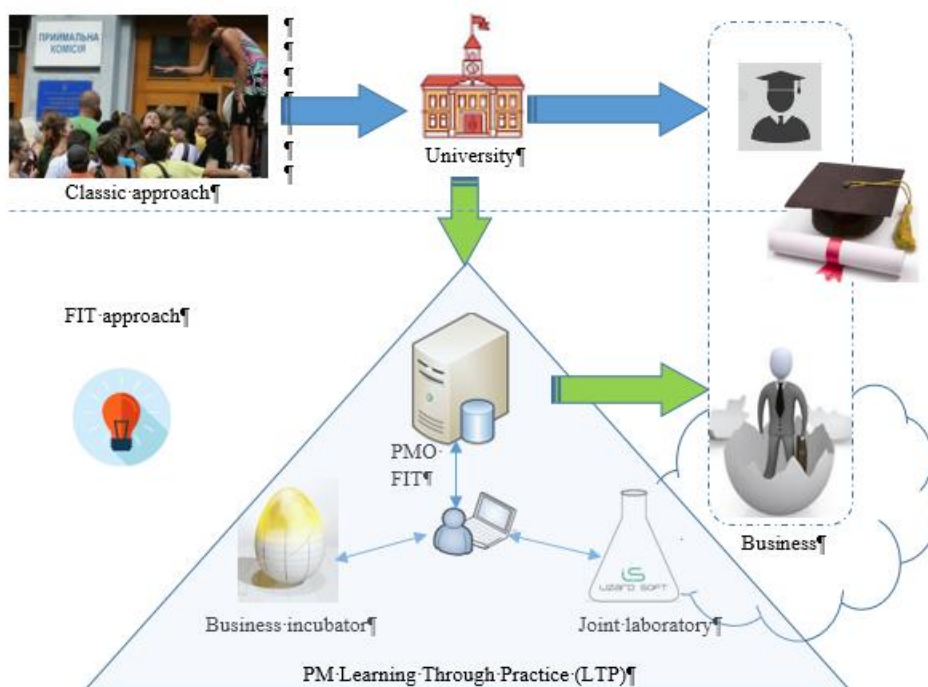 ПРИЙМАЛЬНА
КОМІСІЯ
¶
¶
¶
¶
¶
¶
¶
Classic·approach¶
University¶
FIT·approach¶
PMO·
FIT¶
Business¶
LS
LIZARD SOFT
Business·incubator¶
Joint·laboratory¶
PM·Learning·Through·Practice·(LTP)¶